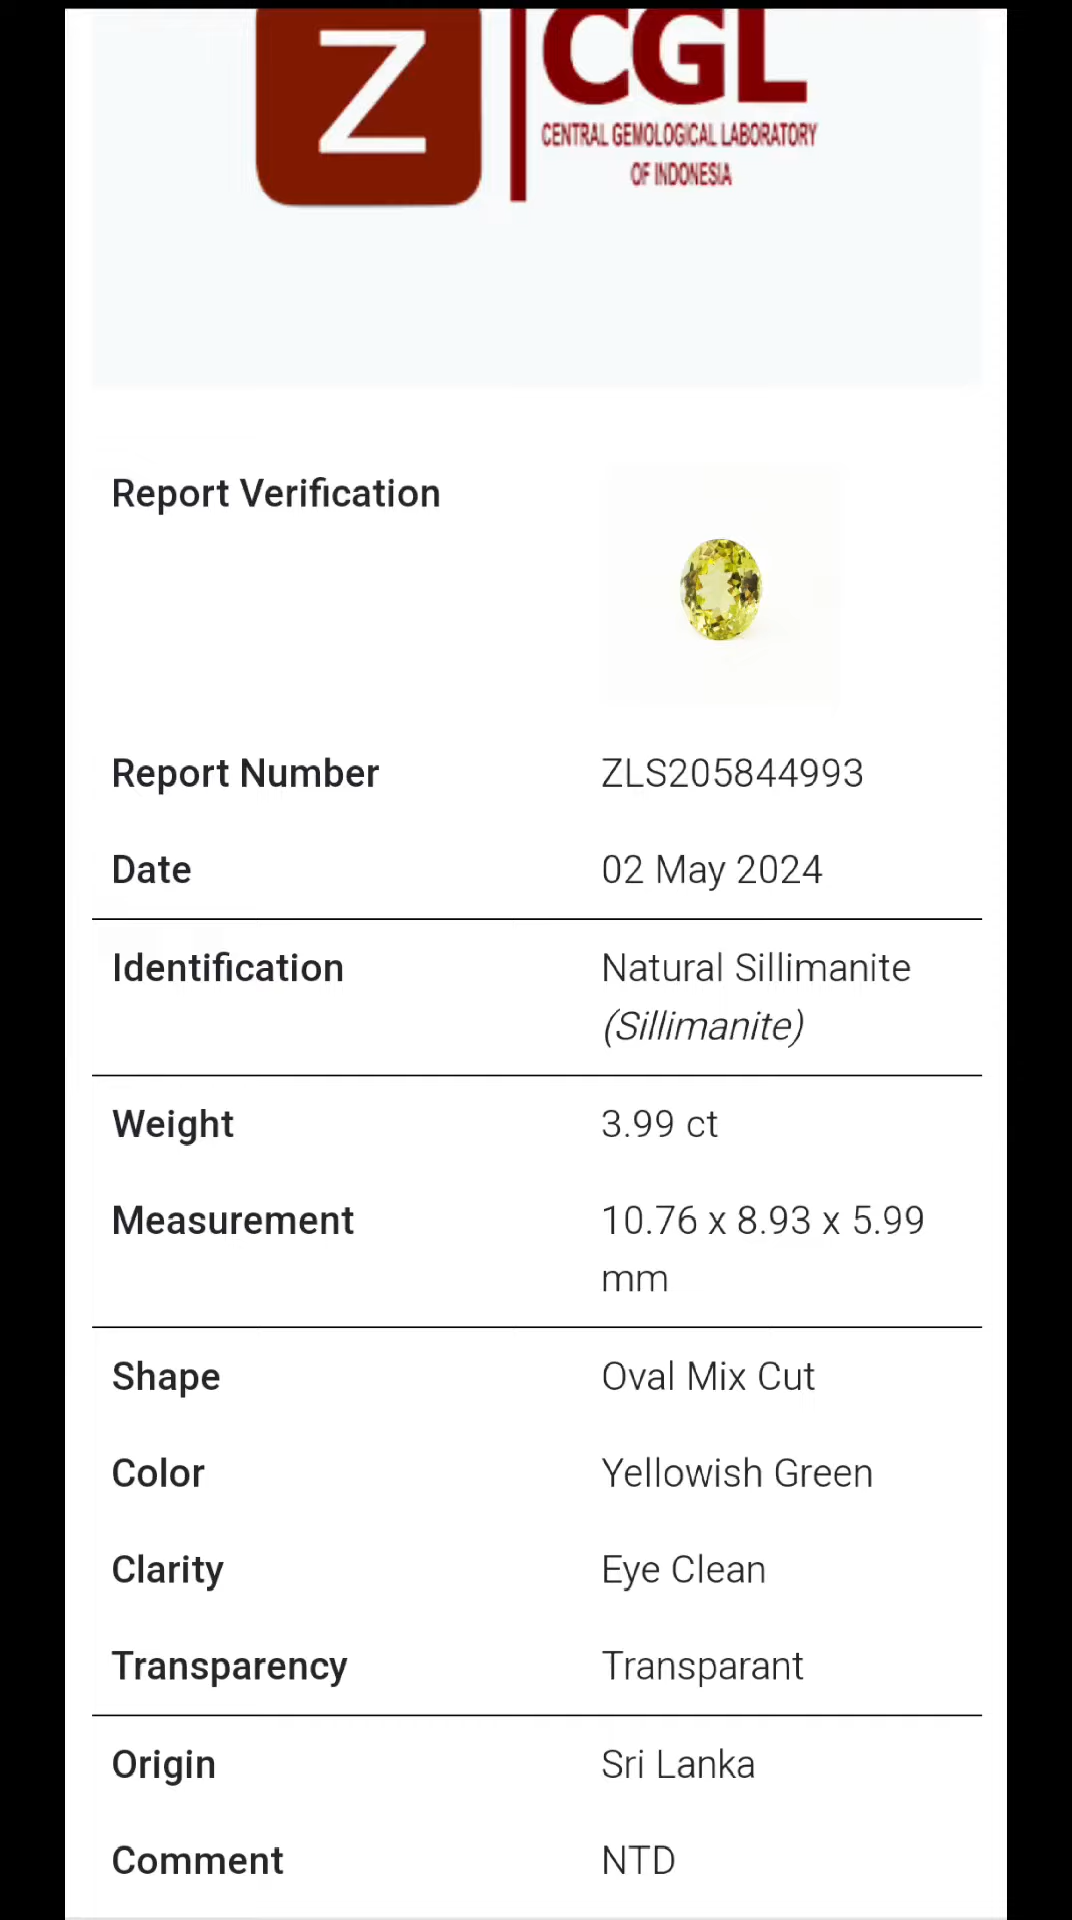 Z
CGL
CENTRAL GEMOLOGICAL LABORATORY
OF INDONESIA
Report Verification
Report Number ZLS205844993
Date 02 May 2024
Identification Natural Sillimanite
(Sillimanite)
Weight 3.99 ct
Measurement 10.76 x 8.93 x 5.99
mm
Shape Oval Mix Cut
Color Yellowish Green
Clarity Eye Clean
Transparency Transparant
Origin Sri Lanka
Comment NTD